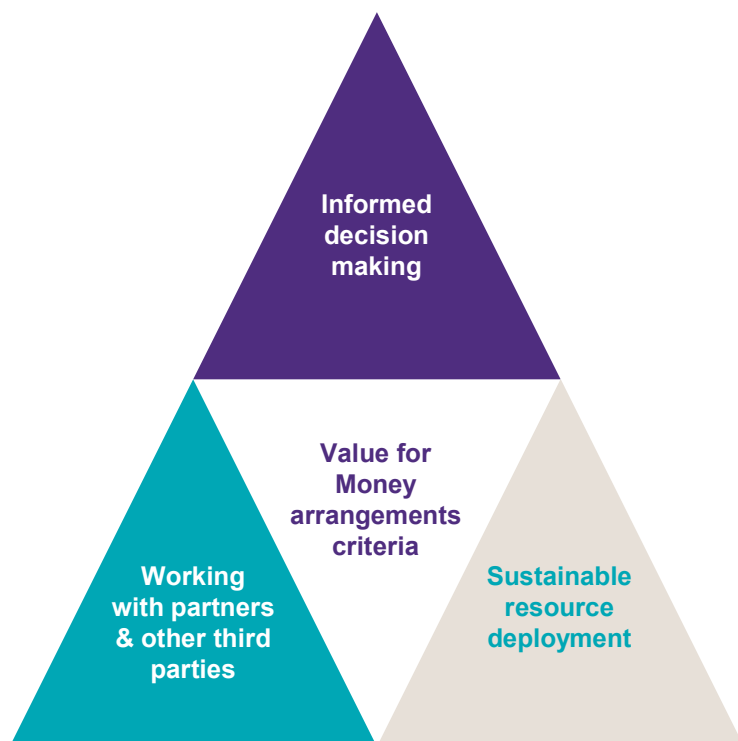 Informed
decision
making
Value for
Money
arrangements
criteria
Working
with partners
& other third
parties
Sustainable
resource
deployment